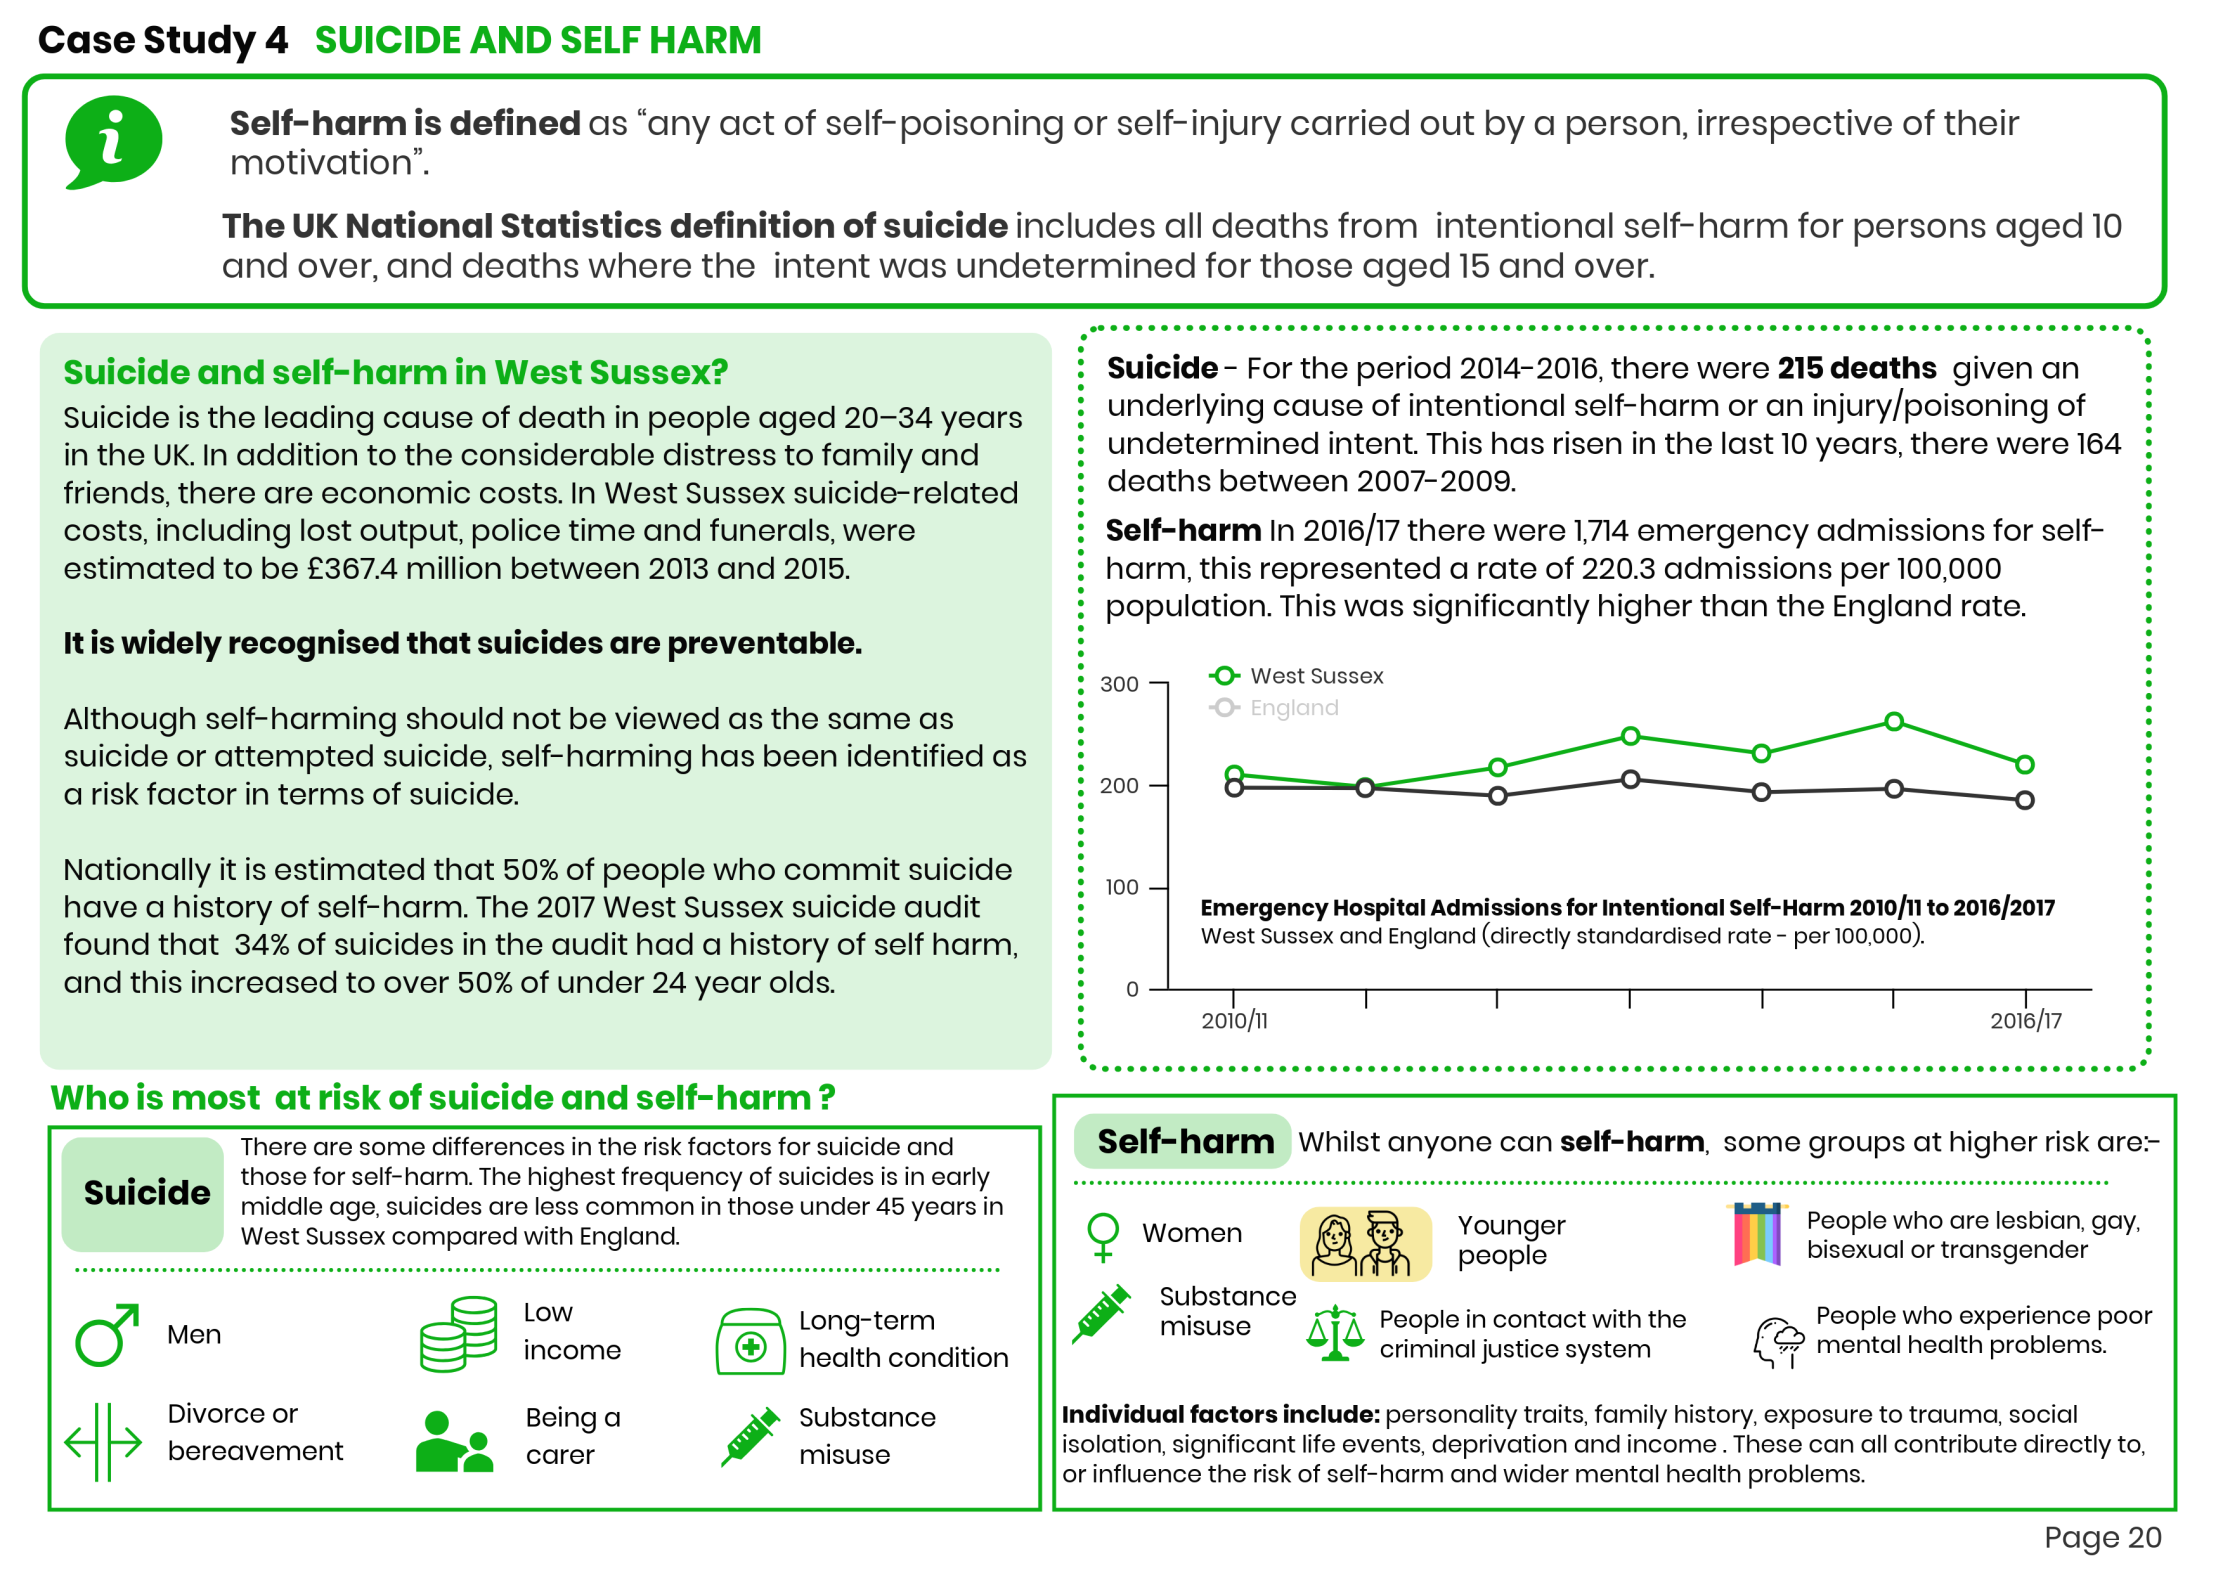 Case Study 4 SUICIDE AND SELF HARM
Self-harm is defined as “any act of self-poisoning or self-injury carried out by a person, irrespective of their
motivation”.
The UK National Statistics definition of suicide includes all deaths from intentional self-harm for persons aged 10
and over, and deaths where the intent was undetermined for those aged 15 and over.
Suicide and self-harm in West Sussex?
Suicide is the leading cause of death in people aged 20–34 years
in the UK. In addition to the considerable distress to family and
friends, there are economic costs. In West Sussex suicide-related
costs, including lost output, police time and funerals, were
estimated to be £367.4 million between 2013 and 2015.
It is widely recognised that suicides are preventable.
Although self-harming should not be viewed as the same as
suicide or attempted suicide, self-harming has been identified as
a risk factor in terms of suicide.
Nationally it is estimated that 50% of people who commit suicide
have a history of self-harm. The 2017 West Sussex suicide audit
found that 34% of suicides in the audit had a history of self harm,
and this increased to over 50% of under 24 year olds.
Suicide - For the period 2014-2016, there were 215 deaths given an
underlying cause of intentional self-harm or an injury/poisoning of
undetermined intent. This has risen in the last 10 years, there were 164
deaths between 2007-2009.
Self-harm In 2016/17 there were 1,714 emergency admissions for self-
harm, this represented a rate of 220.3 admissions per 100,000
population. This was significantly higher than the England rate.
West Sussex
England
300
200
100
0
Emergency Hospital Admissions for Intentional Self-Harm 2010/11 to 2016/2017
West Sussex and England (directly standardised rate - per 100,000).
2010/11
2016/17
Who is most at risk of suicide and self-harm ?
Suicide
There are some differences in the risk factors for suicide and
those for self-harm. The highest frequency of suicides is in early
middle age, suicides are less common in those under 45 years in
West Sussex compared with England.
Men
Low
income
Long-term
health condition
Divorce or
bereavement
Being a
carer
Substance
misuse
Self-harm Whilst anyone can self-harm, some groups at higher risk are:-
Women
Younger
people
People who are lesbian, gay,
bisexual or transgender
Substance
misuse
People in contact with the
criminal justice system
People who experience poor
mental health problems.
Individual factors include: personality traits, family history, exposure to trauma, social
isolation, significant life events, deprivation and income . These can all contribute directly to,
or influence the risk of self-harm and wider mental health problems.
Page 20